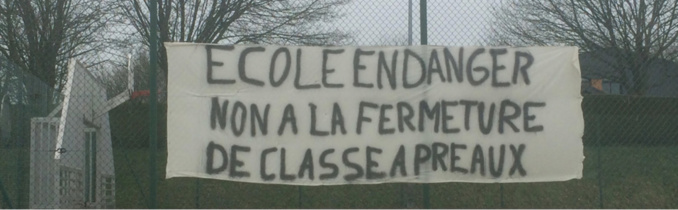 ECOLE EN DANGER
NON A LA FERMETURE
DE CLASSE A PREAUX